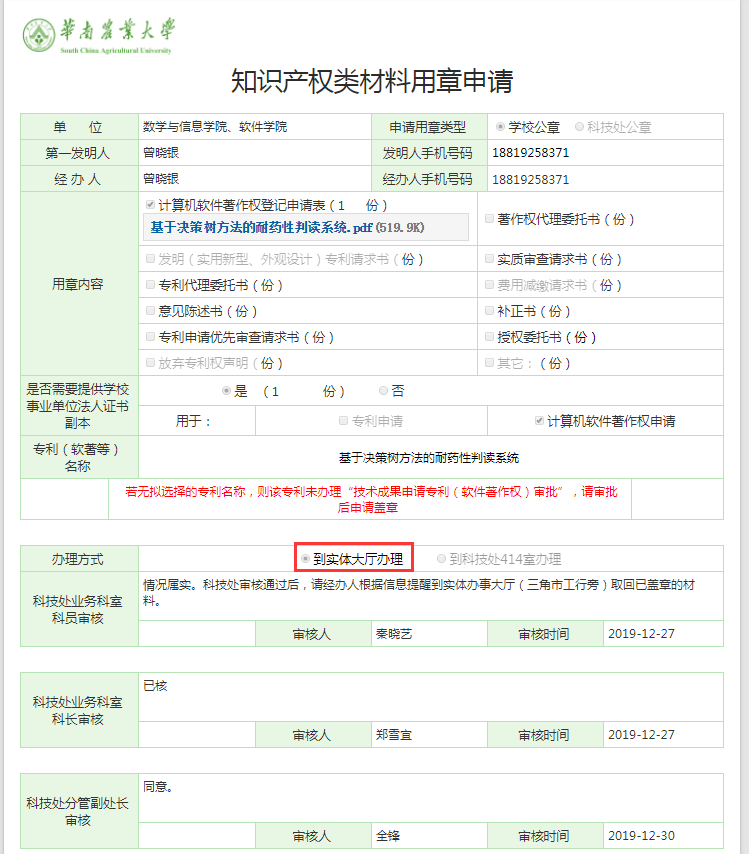 華南農業大學
South China Agricultural University
知识产权类材料用章申请
单 位 数学与信息学院、软件学院 申请用章类型 学校公章 科技处公章
第一发明人 曾晓银 发明人手机号码 18819258371
经 办 人 曾晓银 经办人手机号码 18819258371
用章内容
计算机软件著作权登记申请表（1 份）
基于决策树方法的耐药性判读系统.pdf(519.9K)
著作权代理委托书（份）
发明（实用新型、外观设计）专利请求书（份） 实质审查请求书（份）
专利代理委托书（份） 费用减缴请求书（份）
意见陈述书（份） 补正书（份）
专利申请优先审查请求书（份） 授权委托书（份）
放弃专利权声明（份） 其它：（份）
是否需要提供学校
事业单位法人证书
副本
是 （1 份） 否
用于： 专利申请 计算机软件著作权申请
专利（软著等）
名称
基于决策树方法的耐药性判读系统
若无拟选择的专利名称，则该专利未办理“技术成果申请专利（软件著作权）审批”，请审批
后申请盖章
办理方式 到实体大厅办理 到科技处414室办理
科技处业务科室
科员审核
情况属实。科技处审核通过后，请经办人根据信息提醒到实体办事大厅（三角市工行旁）取回已盖章的材
料。
审核人 秦晓艺 审核时间 2019-12-27
科技处业务科室
科长审核
已核
审核人 郑雪宜 审核时间 2019-12-27
科技处分管副处长
审核
同意。
审核人 全锋 审核时间 2019-12-30